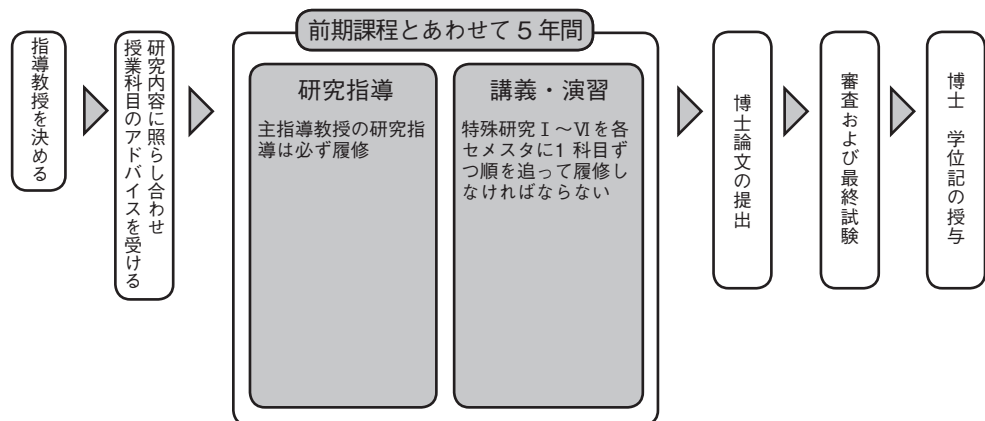 指導教授を決める
研究内容に照らし合わせ
授業科目のアドバイスを受ける
前期課程とあわせて5年間
研究指導
主指導教授の研究指
導は必ず履修
講義・演習
特殊研究Ⅰ〜Ⅵを各
セメスタに1科目ず
つ順を追って履修し
なければならない
博士論文の提出
審査および最終試験
博士 学位記の授与